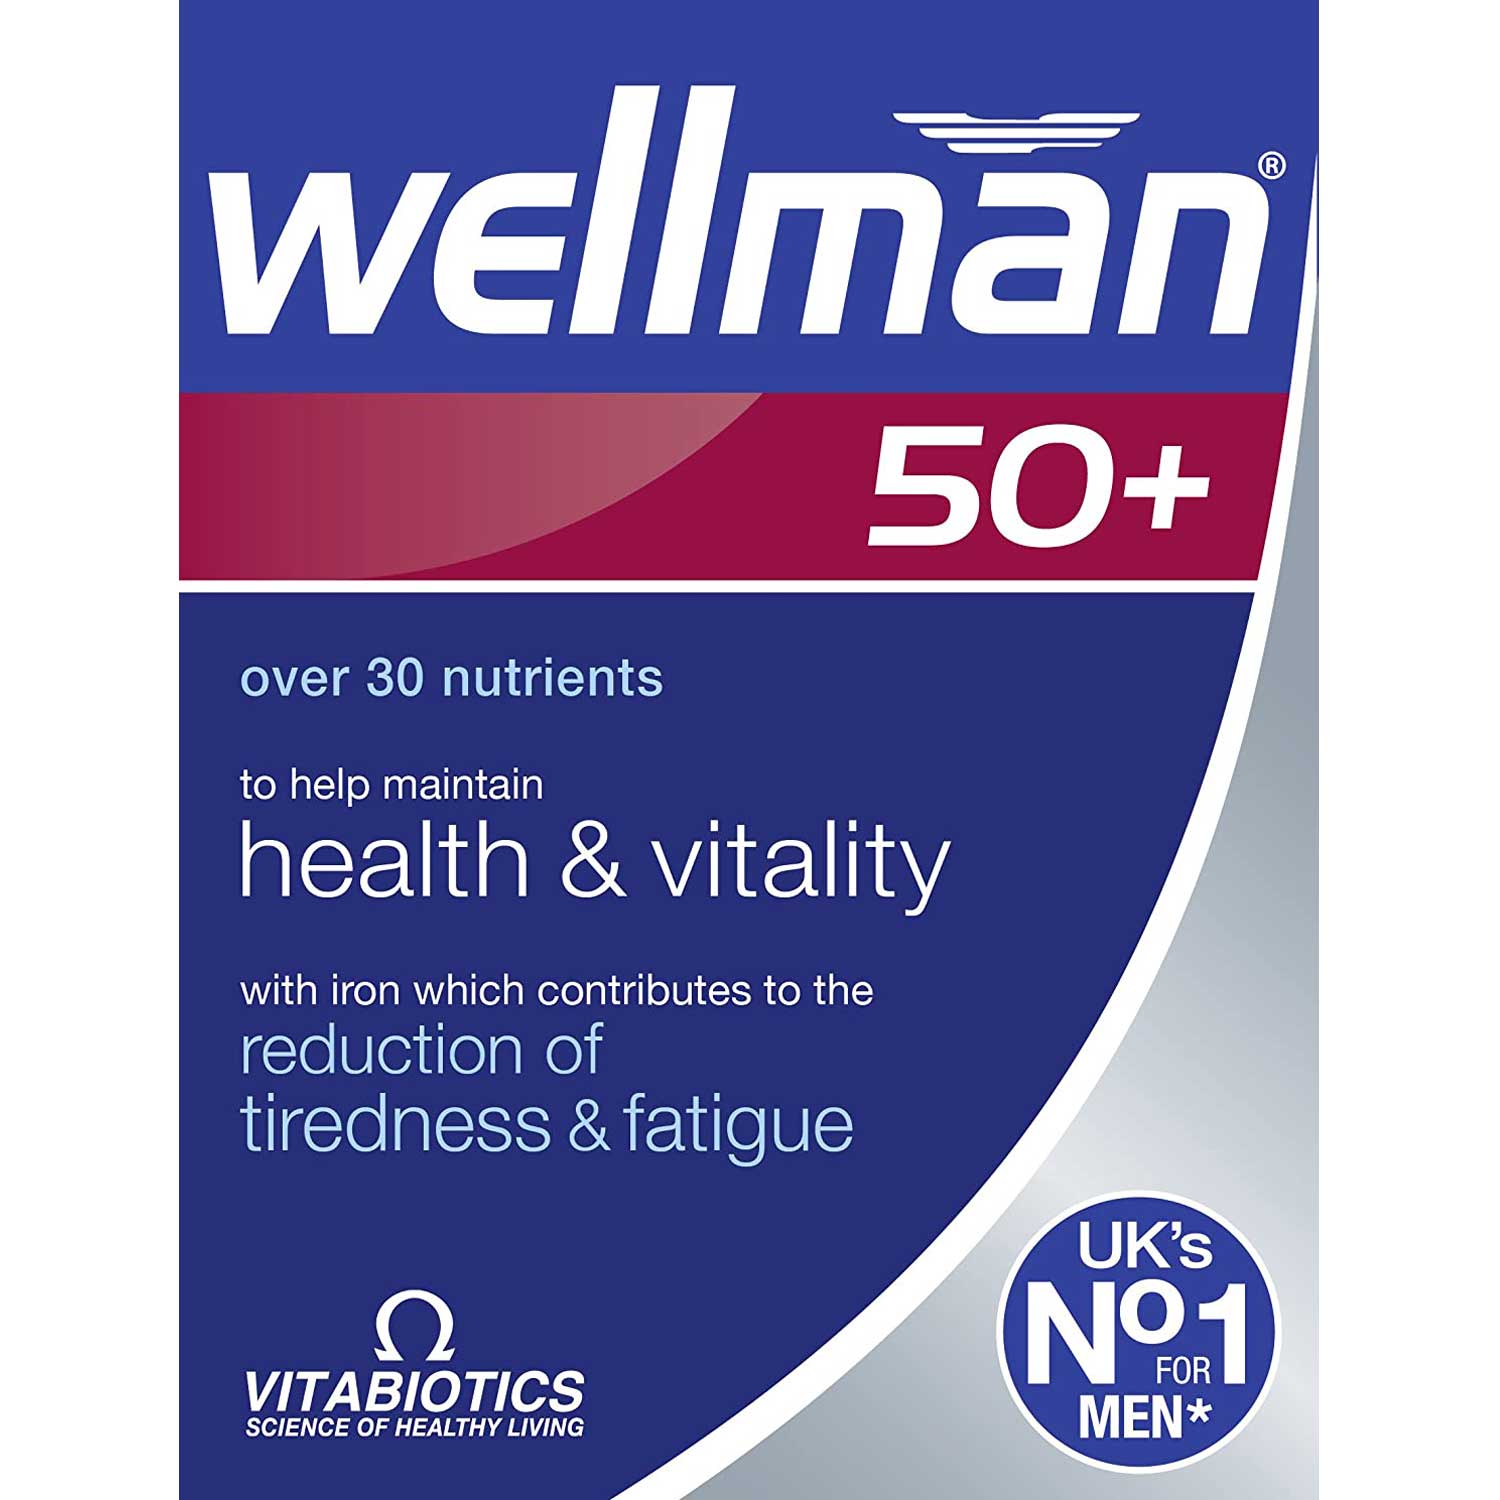 wellman®
50+
over 30 nutrients
to help maintain
health & vitality
with iron which contributes to the
reduction of
tiredness & fatigue
VITABIOTICS
SCIENCE OF HEALTHY LIVING
UK's
Nº1
FOR
MEN*